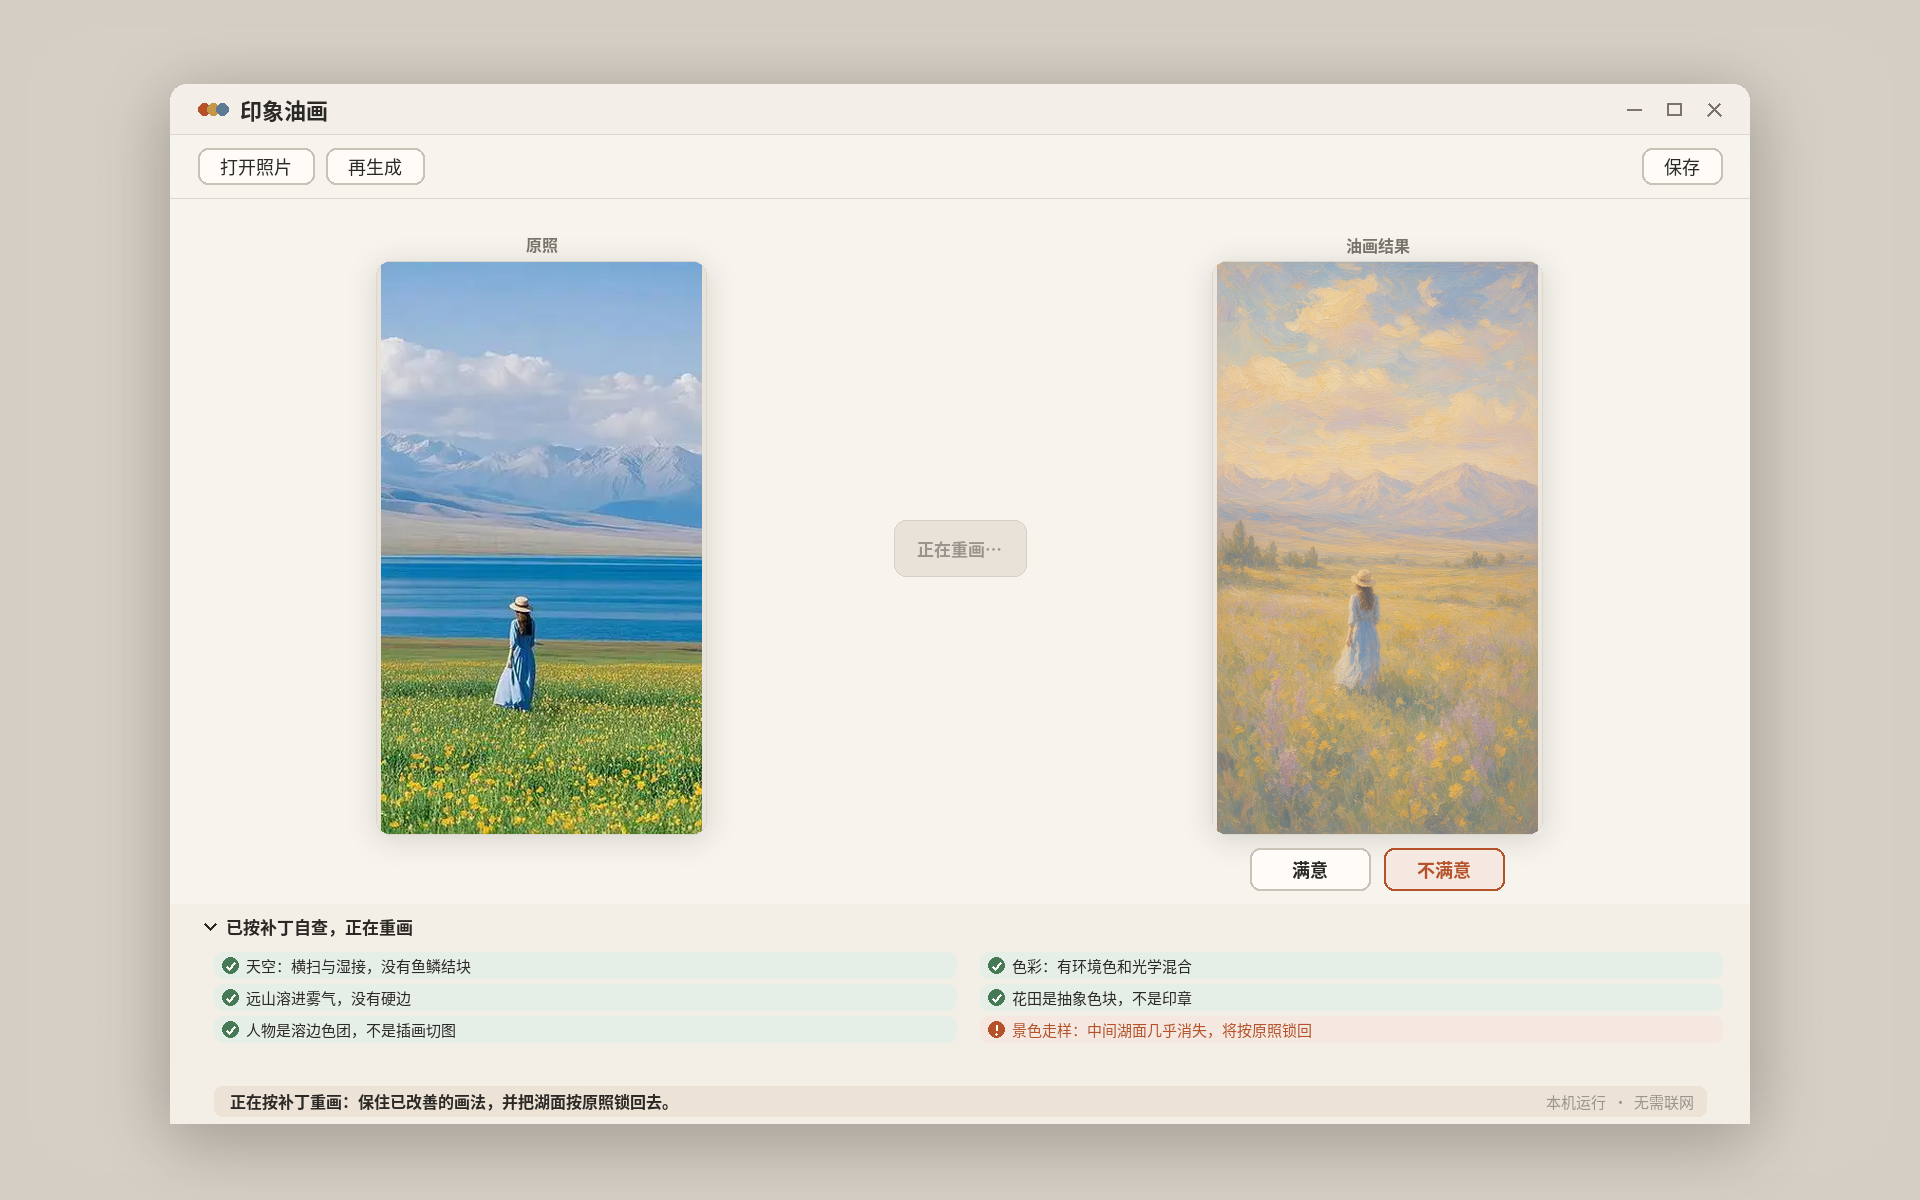 印象油画
打开照片
再生成
保存
原照
油画结果
正在重画…
满意
不满意
已按补丁自查，正在重画
天空：横扫与湿接，没有鱼鳞结块
色彩：有环境色和光学混合
远山溶进雾气，没有硬边
花田是抽象色块，不是印章
人物是溶边色团，不是插画切图
景色走样：中间湖面几乎消失，将按原照锁回
正在按补丁重画：保住已改善的画法，并把湖面按原照锁回去。
本机运行 · 无需联网